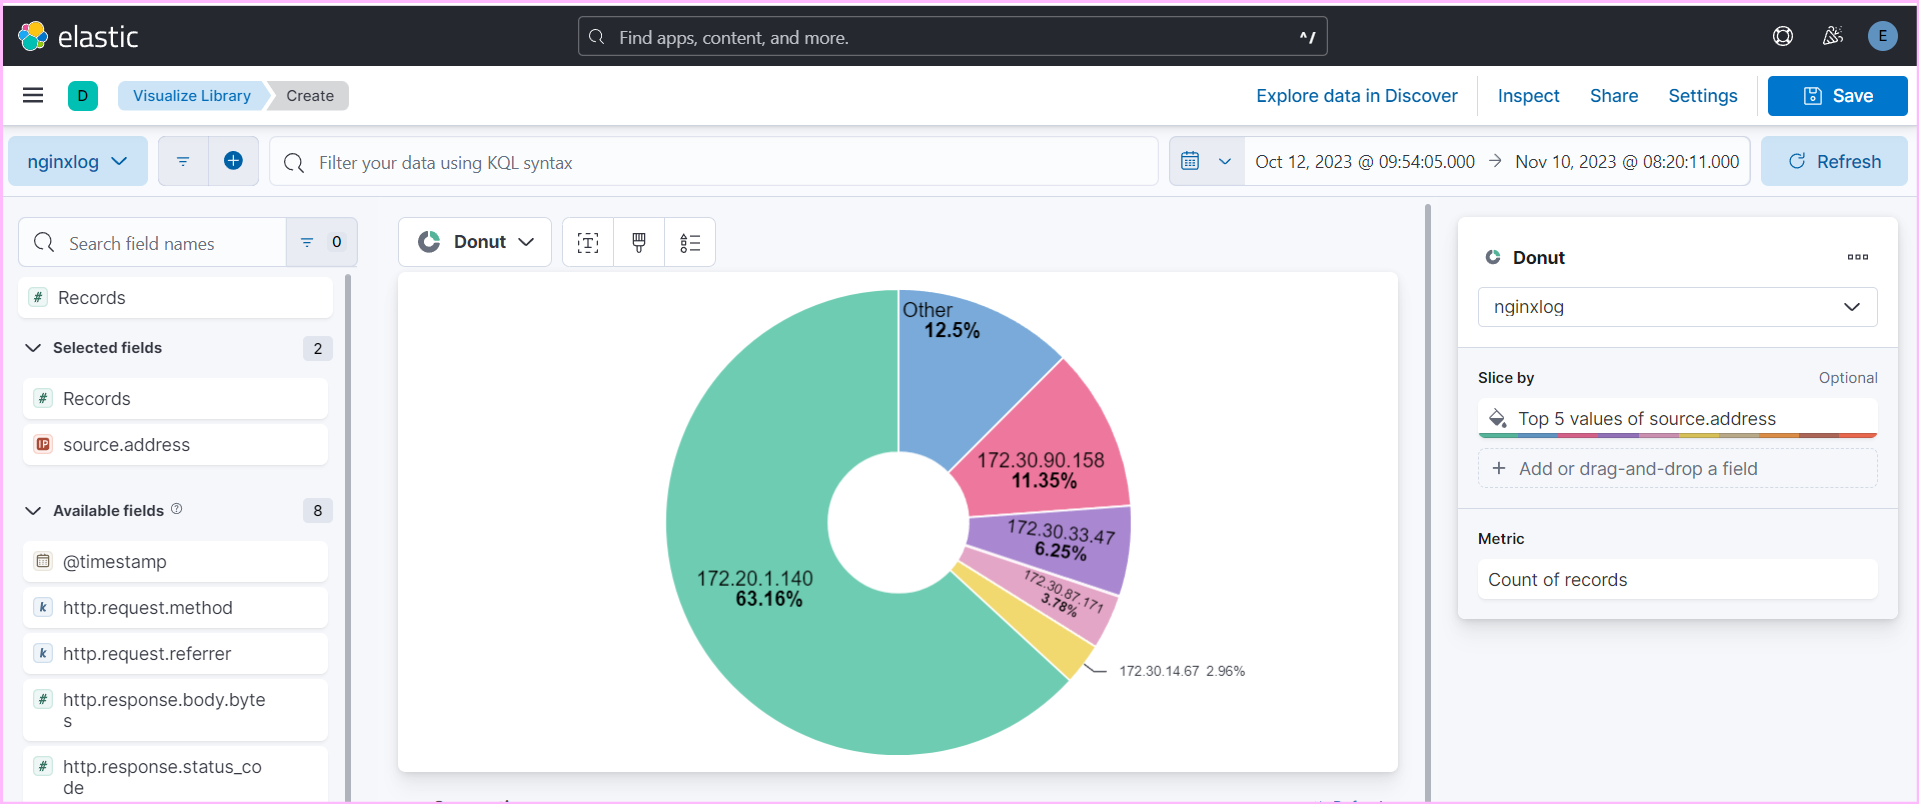 elastic
Find apps, content, and more.
^/
E
D
Visualize Library
Create
Explore data in Discover
Inspect
Share
Settings
Save
nginxlog
Filter your data using KQL syntax
Oct 12, 2023 @ 09:54:05.000 → Nov 10, 2023 @ 08:20:11.000
Refresh
Search field names
0
# Records
Selected fields
2
# Records
IP source.address
Available fields
8
@timestamp
k http.request.method
k http.request.referrer
# http.response.body.byte
s
# http.response.status_co
de
Donut
Other
12.5%
172.30.90.158
11.35%
172.30.33.47
6.25%
172.30.87.171
3.78%
172.30.14.67 2.96%
172.20.1.140
63.16%
Donut
nginxlog
Slice by
Optional
Top 5 values of source.address
+ Add or drag-and-drop a field
Metric
Count of records